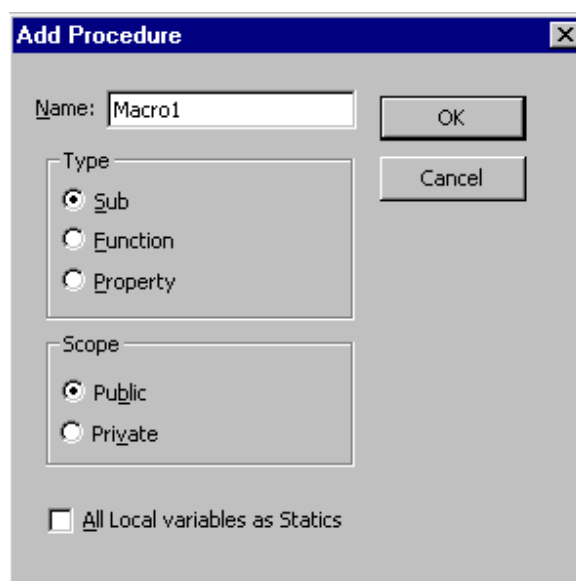 Add Procedure
Name: Macro1
OK
Cancel
Type
Sub
Function
Property
Scope
Public
Private
All Local variables as Statics